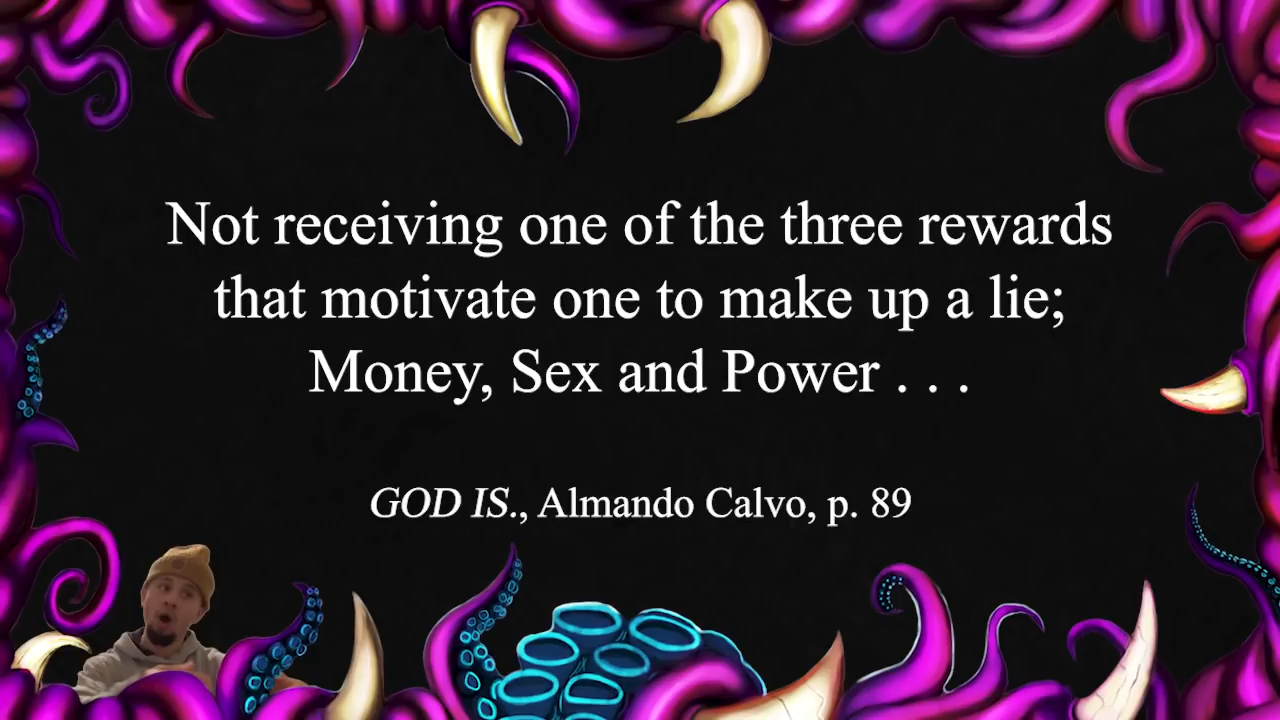 Not receiving one of the three rewards
that motivate one to make up a lie;
Money, Sex and Power . . .
GOD IS., Almando Calvo, p. 89